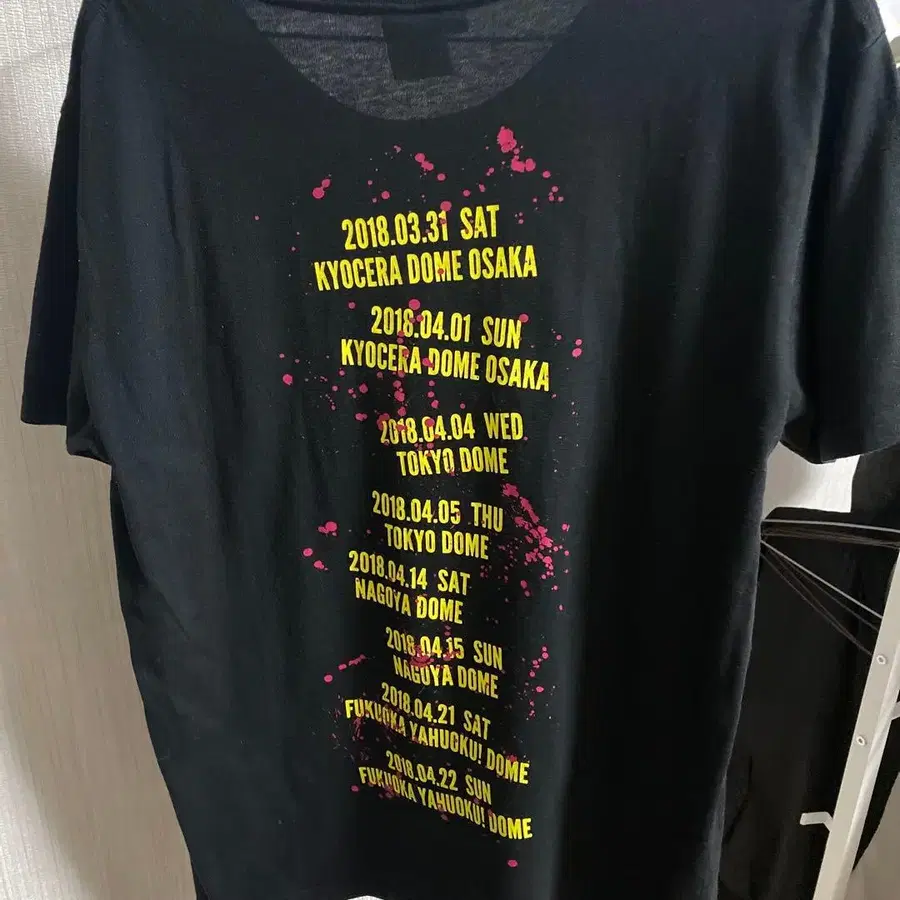 2018.03.31 SAT
KYOCERA DOME OSAKA
2018.04.01 SUN
KYOCERA DOME OSAKA
2018.04.04 WED
TOKYO DOME
2018.04.05 THU
TOKYO DOME
2018.04.14 SAT
NAGOYA DOME
2018.04.15 SUN
NAGOYA DOME
2018.04.21 SAT
FUKUOKA YAHUOKU! DOME
2018.04.22 SUN
FUKUOKA YAHUOKU! DOME